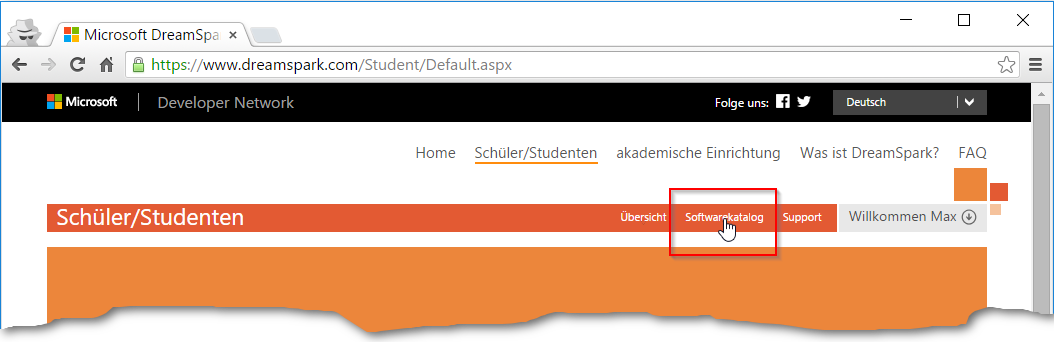 Microsoft DreamSpa
https://www.dreamspark.com/Student/Default.aspx
Microsoft Developer Network Folge uns: Deutsch
Home Schüler/Studenten akademische Einrichtung Was ist DreamSpark? FAQ
Schüler/Studenten Übersicht Softwarekatalog Support Willkommen Max